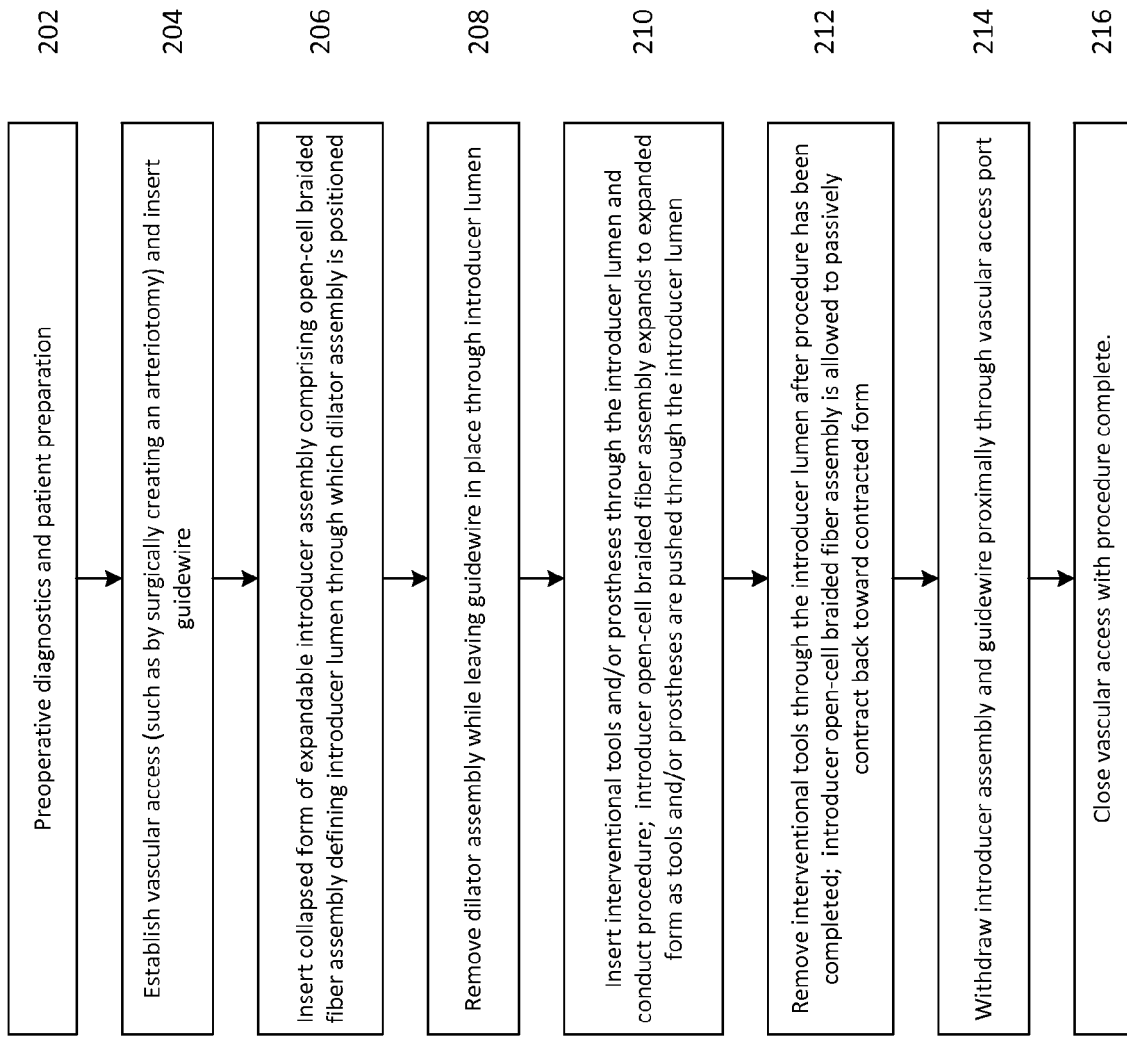 Preoperative diagnostics and patient preparation
202
Establish vascular access (such as by surgically creating an arteriotomy) and insert
guidewire
204
Insert collapsed form of expandable introducer assembly comprising open-cell braided
fiber assembly defining introducer lumen through which dilator assembly is positioned
206
Remove dilator assembly while leaving guidewire in place through introducer lumen
208
Insert interventional tools and/or prostheses through the introducer lumen and
conduct procedure; introducer open-cell braided fiber assembly expands to expanded
form as tools and/or prostheses are pushed through the introducer lumen
210
Remove interventional tools through the introducer lumen after procedure has been
completed; introducer open-cell braided fiber assembly is allowed to passively
contract back toward contracted form
212
Withdraw introducer assembly and guidewire proximally through vascular access port
214
Close vascular access with procedure complete.
216